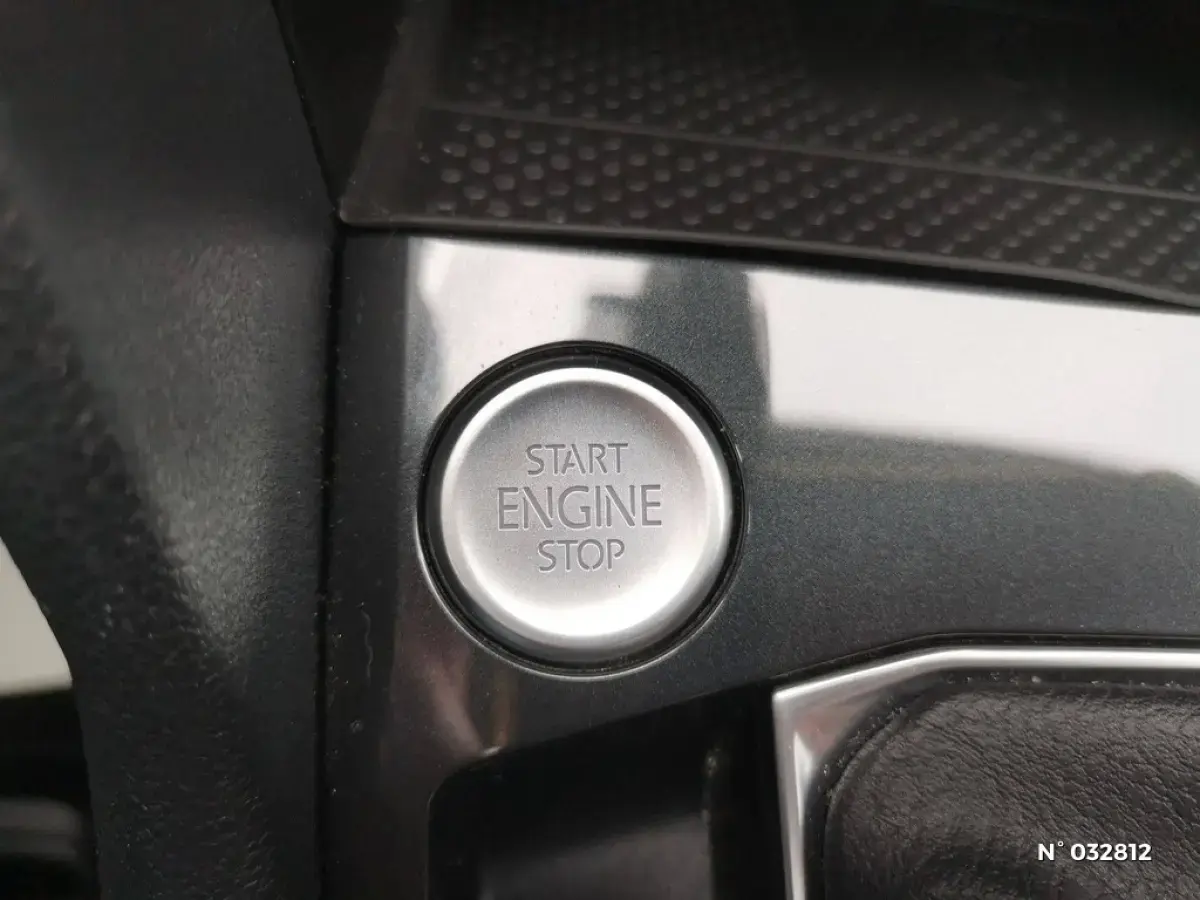 START
ENGINE
STOP
N° 032812